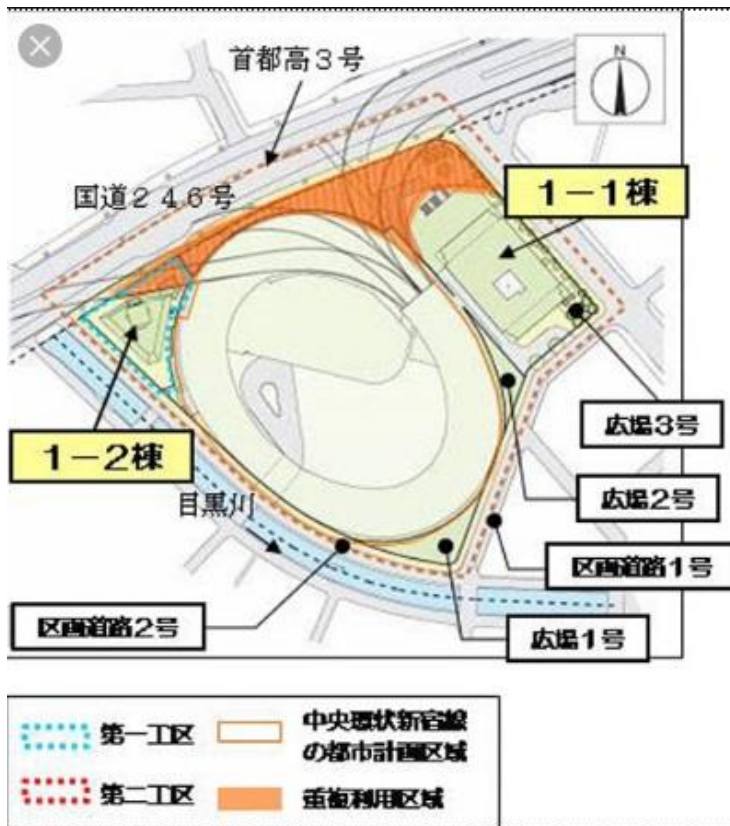 首都高3号
N
国道246号
1-1棟
広場3号
1-2棟
広場2号
目黒川
区画道路1号
区画道路2号
広場1号
第一工区
中央環状新宿線
の都市計画区域
第二工区
重複利用区域